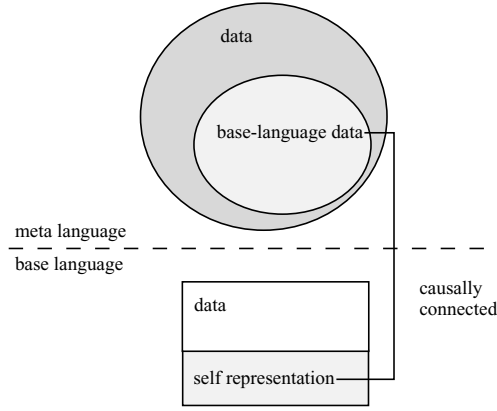 data
base-language data
meta language
base language
causally
connected
data
self representation